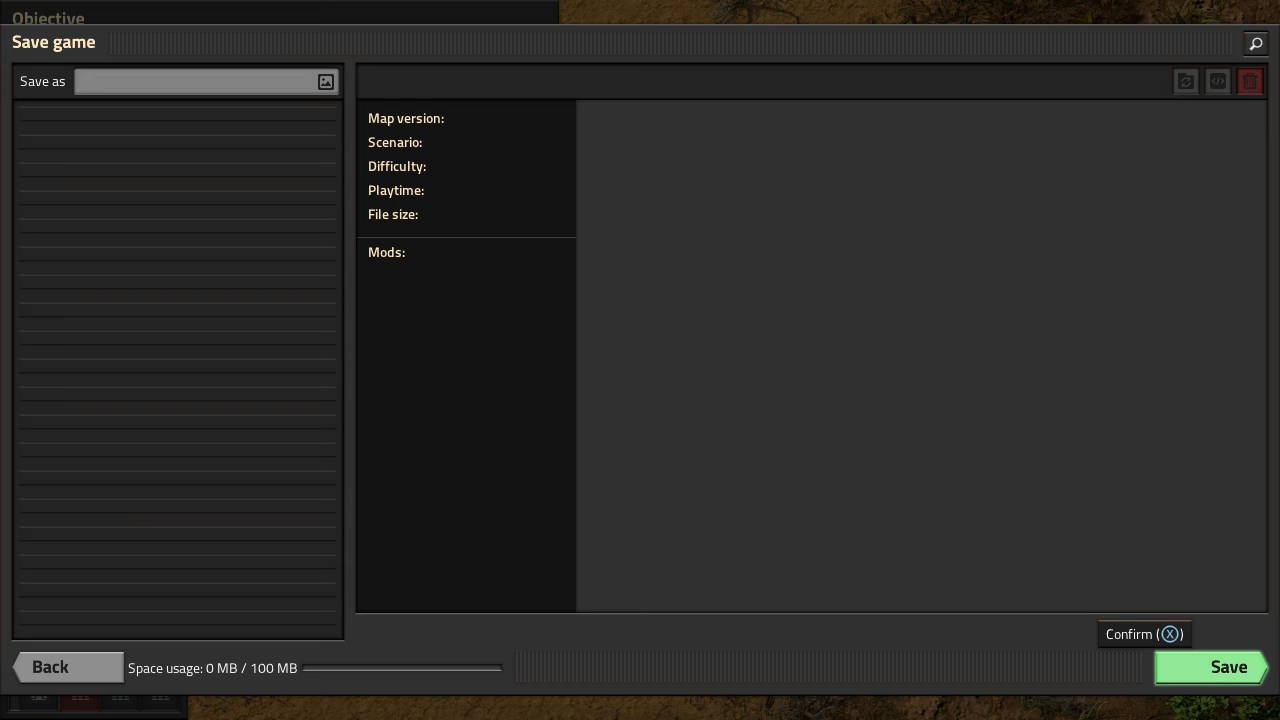 Objective
Save game
Save as
Map version:
Scenario:
Difficulty:
Playtime:
File size:
Mods:
Confirm (X)
Back
Space usage: 0 MB / 100 MB
Save